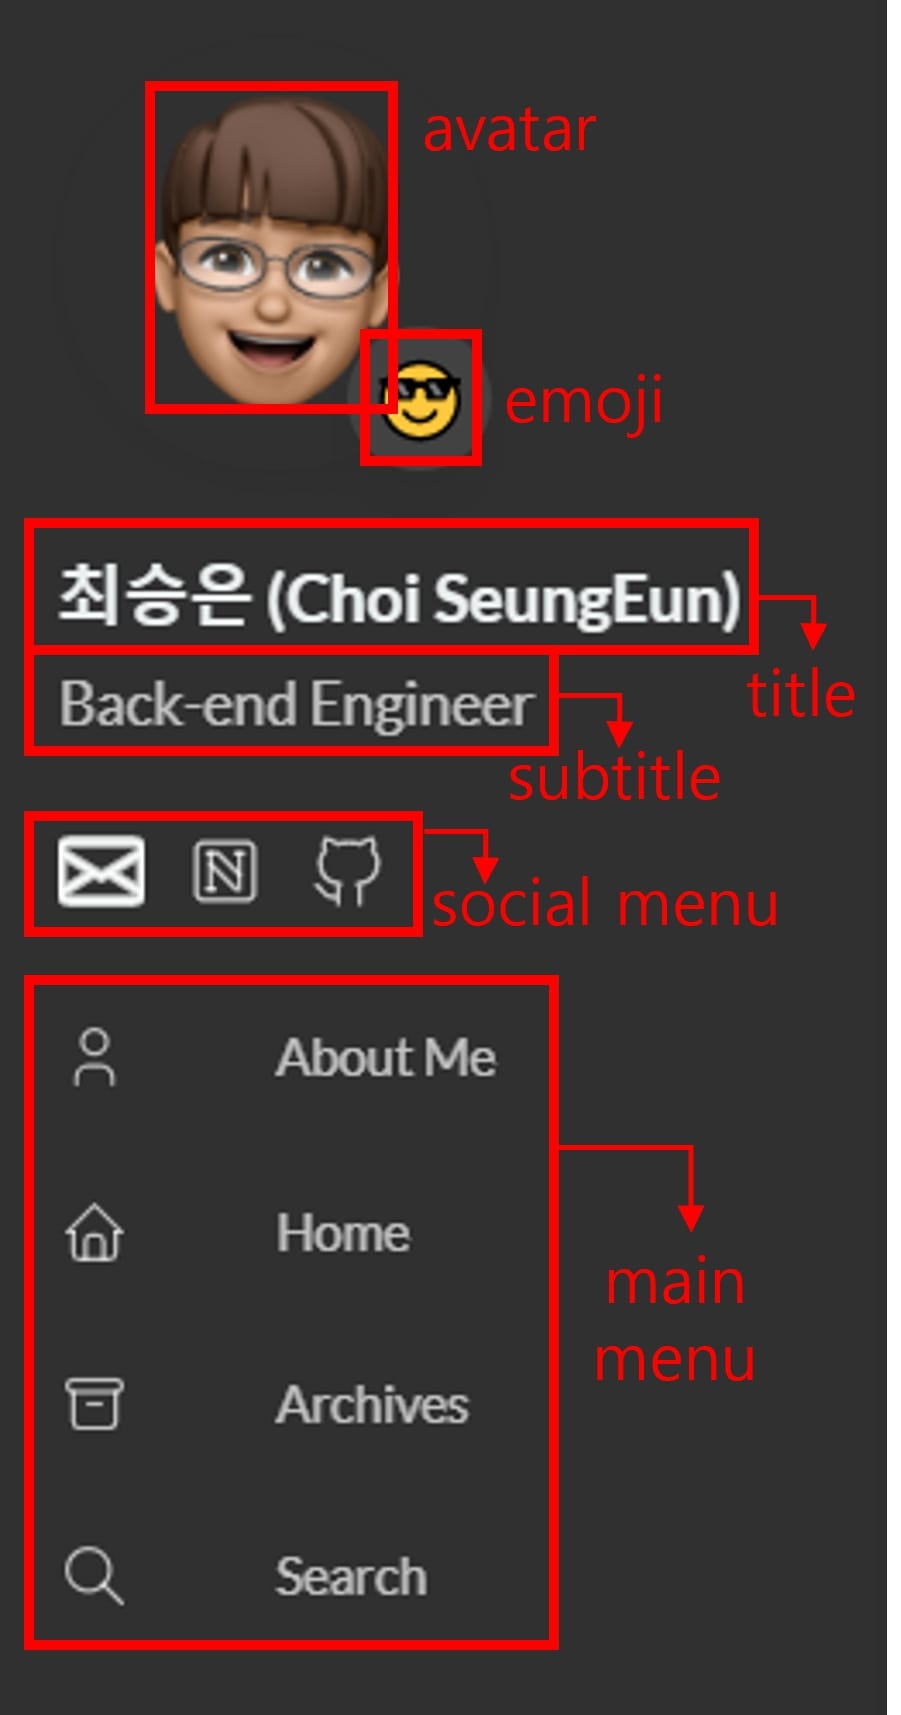 avatar
emoji
최승은 (Choi SeungEun)
title
Back-end Engineer
subtitle
N
social menu
About Me
Home
main
menu
Archives
Search